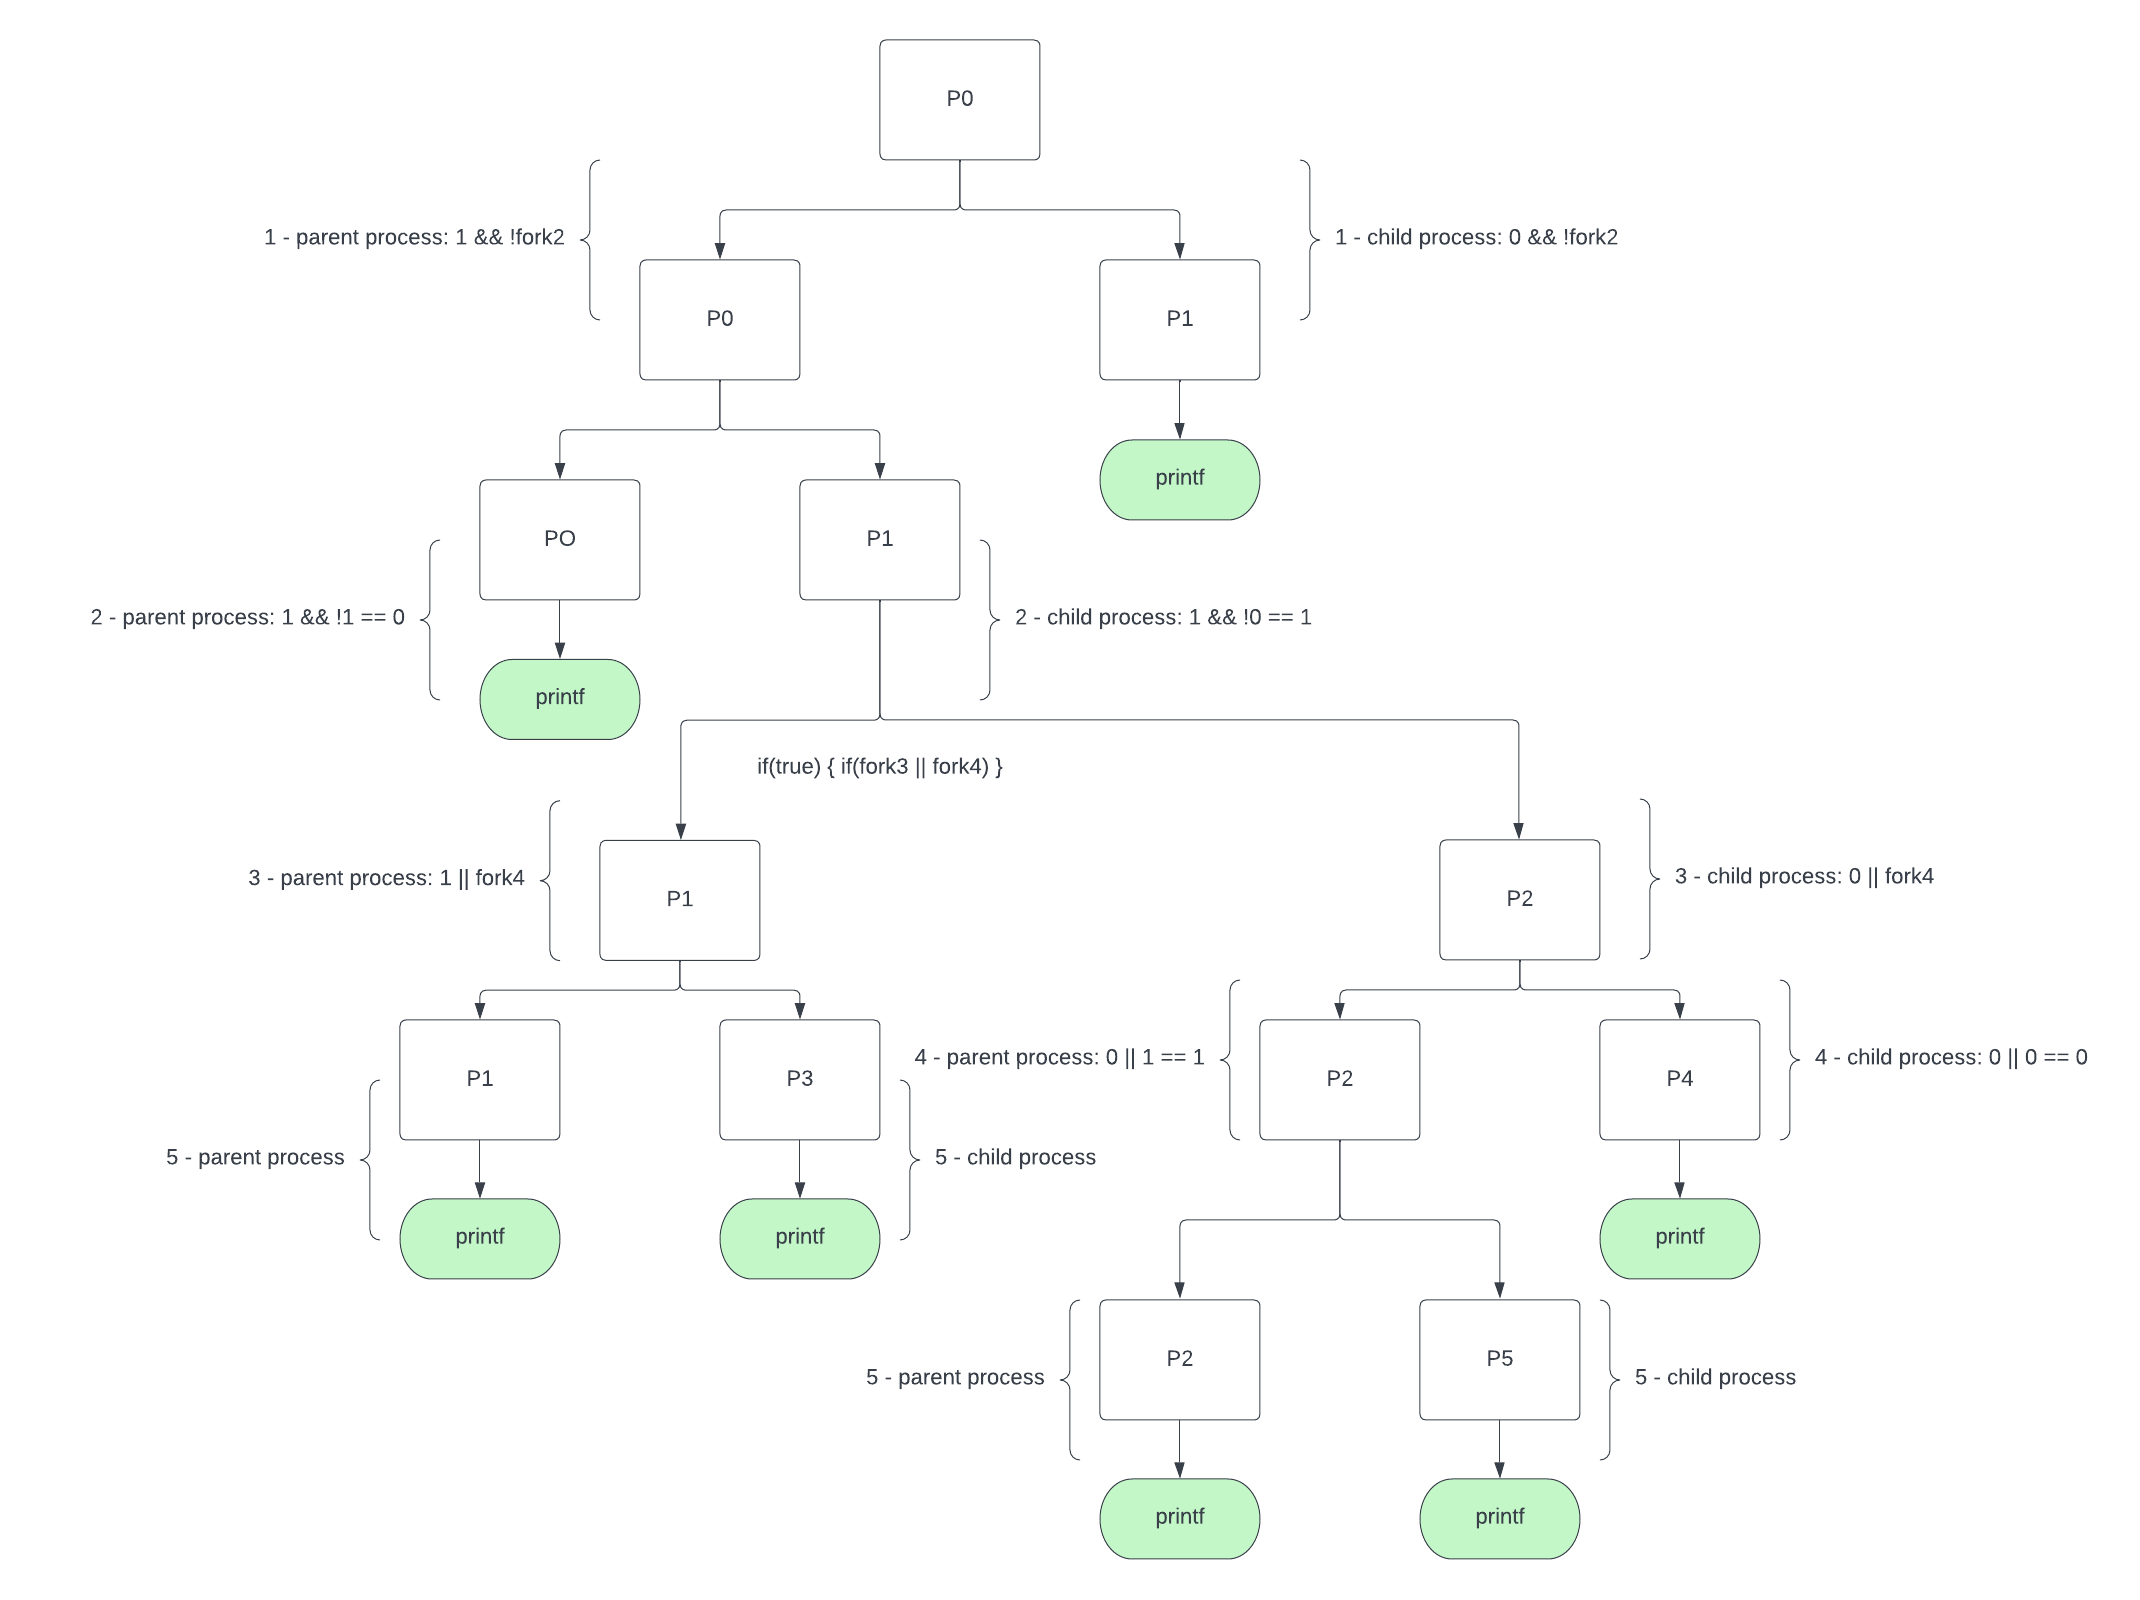 P0
1 - parent process: 1 && !fork2
1 - child process: 0 && !fork2
P0
P1
printf
PO
P1
2 - parent process: 1 && !1 == 0
2 - child process: 1 && !0 == 1
printf
if(true) { if(fork3 || fork4) }
3 - parent process: 1 || fork4
P1
P2
3 - child process: 0 || fork4
P1
P3
4 - parent process: 0 || 1 == 1
P2
P4
4 - child process: 0 || 0 == 0
5 - parent process
5 - child process
printf
printf
printf
5 - parent process
P2
P5
5 - child process
printf
printf